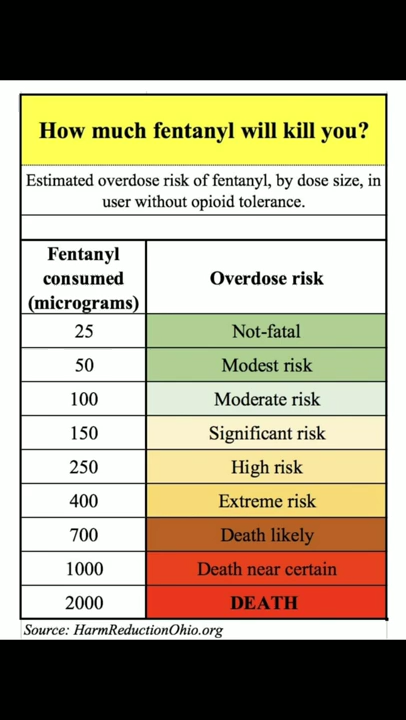 How much fentanyl will kill you?
Estimated overdose risk of fentanyl, by dose size, in
user without opioid tolerance.
Fentanyl
consumed
(micrograms)
Overdose risk
25 Not-fatal
50 Modest risk
100 Moderate risk
150 Significant risk
250 High risk
400 Extreme risk
700 Death likely
1000 Death near certain
2000 DEATH
Source: HarmReductionOhio.org